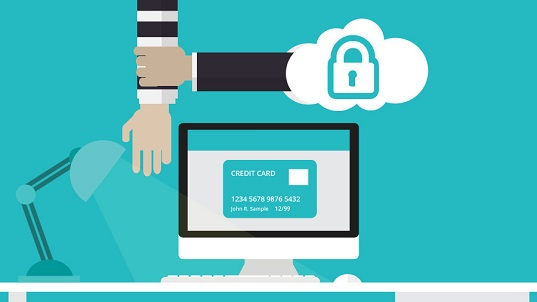 CREDIT CARD
1234 5678 9876 5432
John R. Sample 12/99